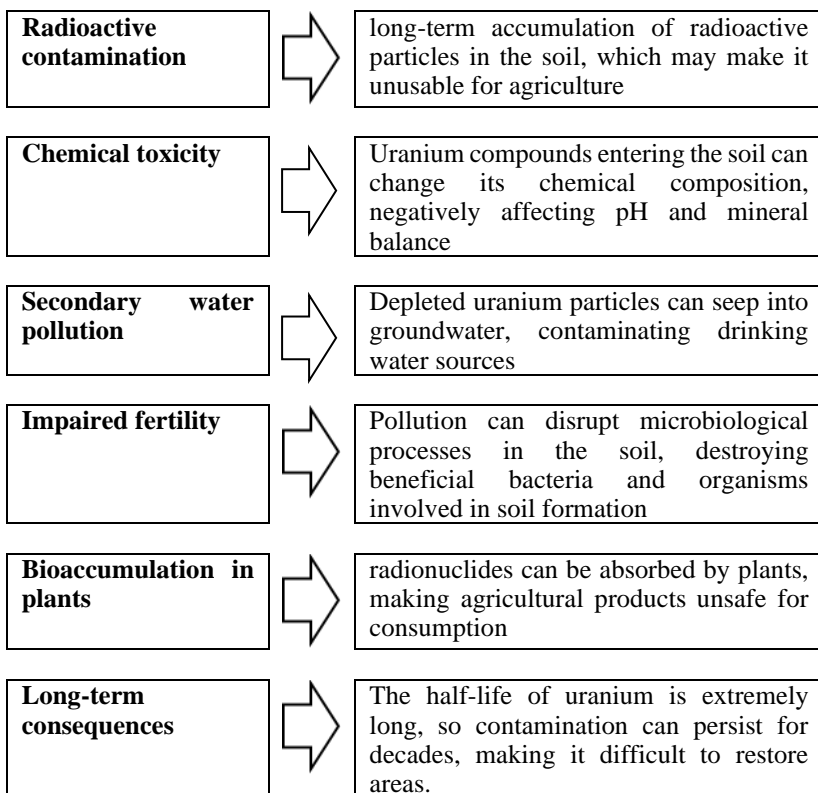 Radioactive
contamination
long-term accumulation of radioactive
particles in the soil, which may make it
unusable for agriculture
Chemical toxicity
Uranium compounds entering the soil can
change its chemical composition,
negatively affecting pH and mineral
balance
Secondary water
pollution
Depleted uranium particles can seep into
groundwater, contaminating drinking
water sources
Impaired fertility
Pollution can disrupt microbiological
processes in the soil, destroying
beneficial bacteria and organisms
involved in soil formation
Bioaccumulation in
plants
radionuclides can be absorbed by plants,
making agricultural products unsafe for
consumption
Long-term
consequences
The half-life of uranium is extremely
long, so contamination can persist for
decades, making it difficult to restore
areas.